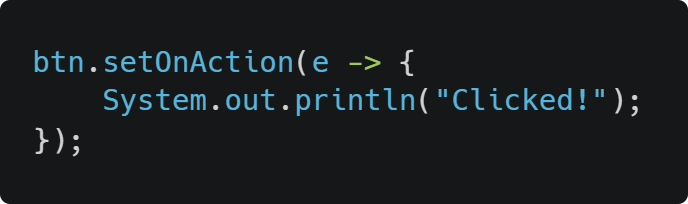 btn.setOnAction(e -> {
    System.out.println("Clicked!");
});